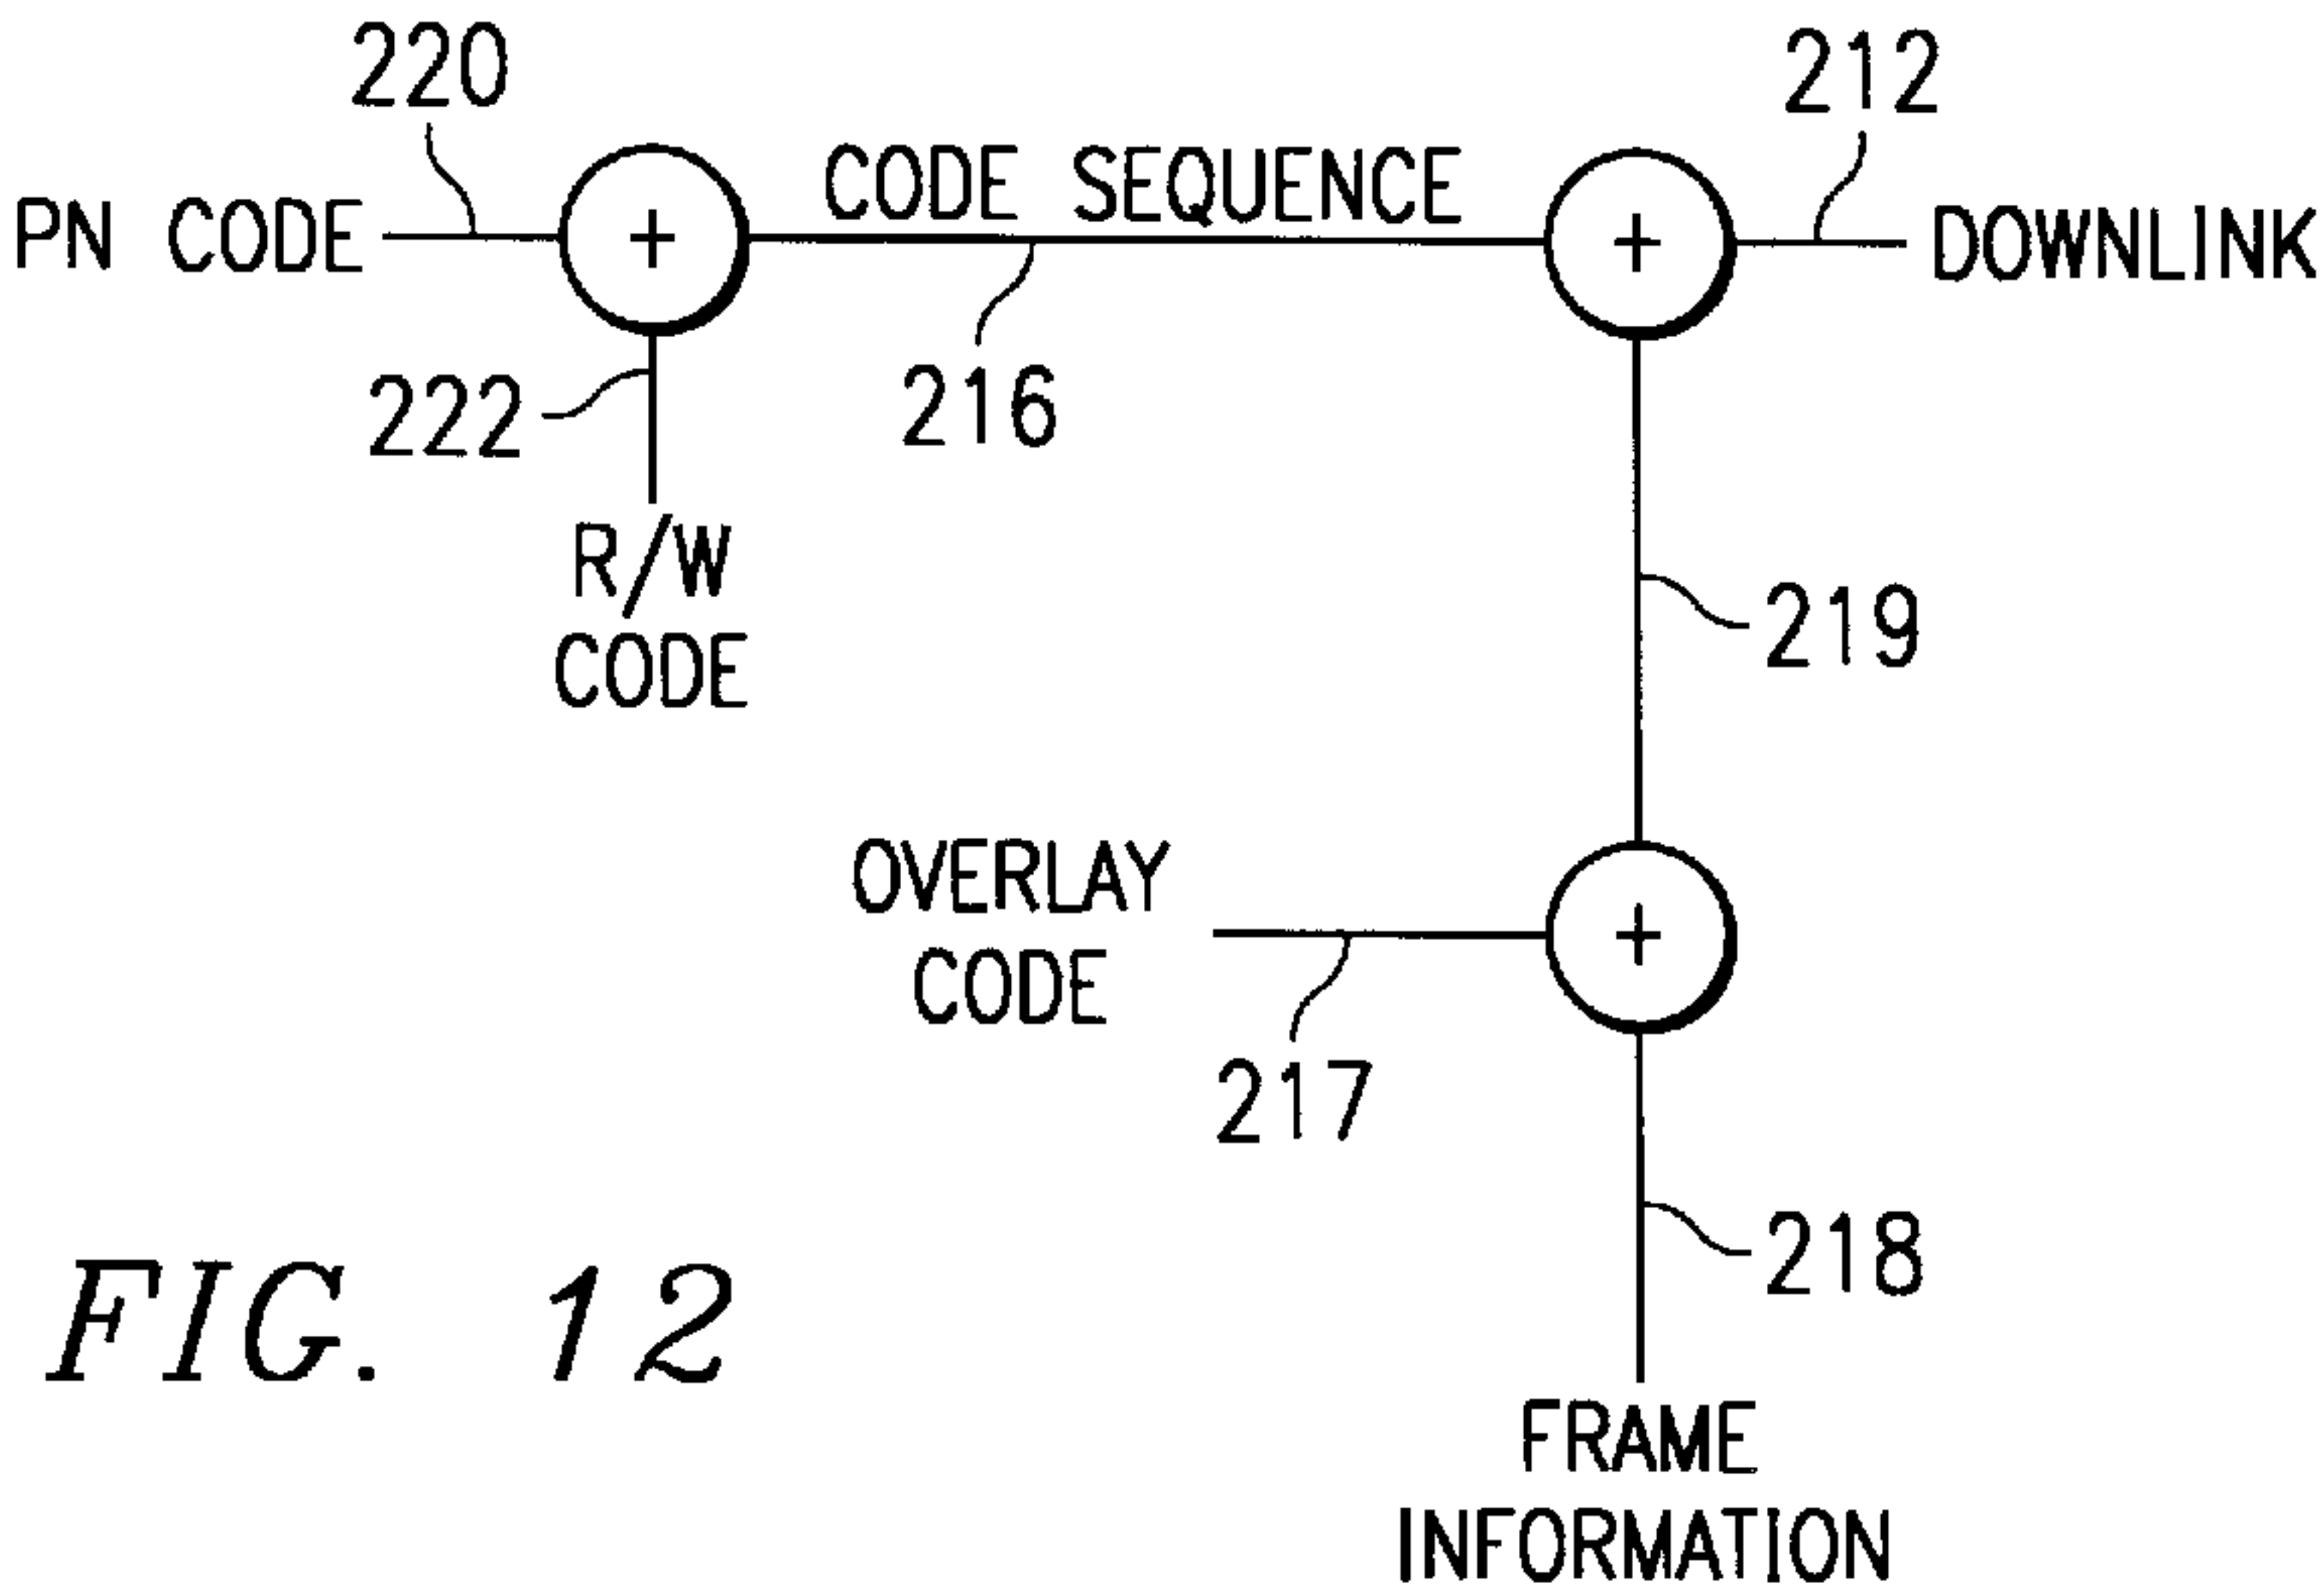 220
212
PN CODE
CODE SEQUENCE
DOWNLINK
222
216
R/W
CODE
219
OVERLAY
CODE
217
218
FIG. 12
FRAME
INFORMATION